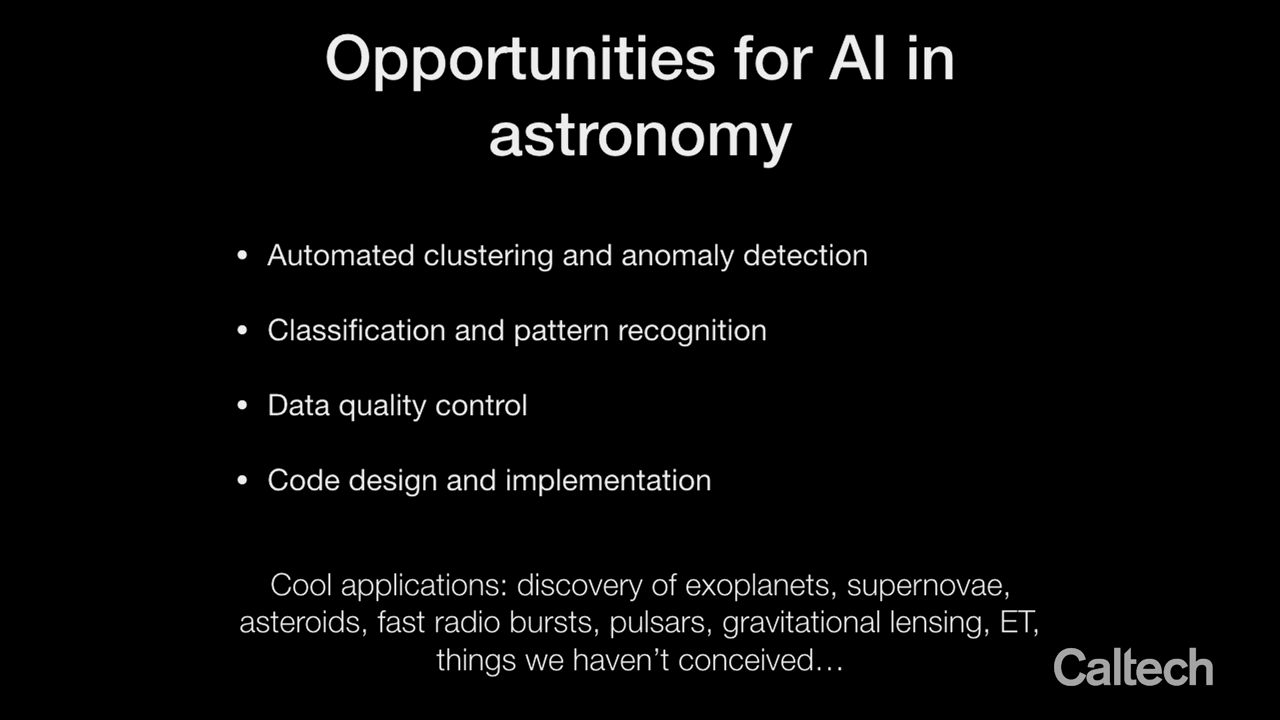 Opportunities for AI in
astronomy
• Automated clustering and anomaly detection
• Classification and pattern recognition
• Data quality control
• Code design and implementation
Cool applications: discovery of exoplanets, supernovae,
asteroids, fast radio bursts, pulsars, gravitational lensing, ET,
things we haven’t conceived…
Caltech